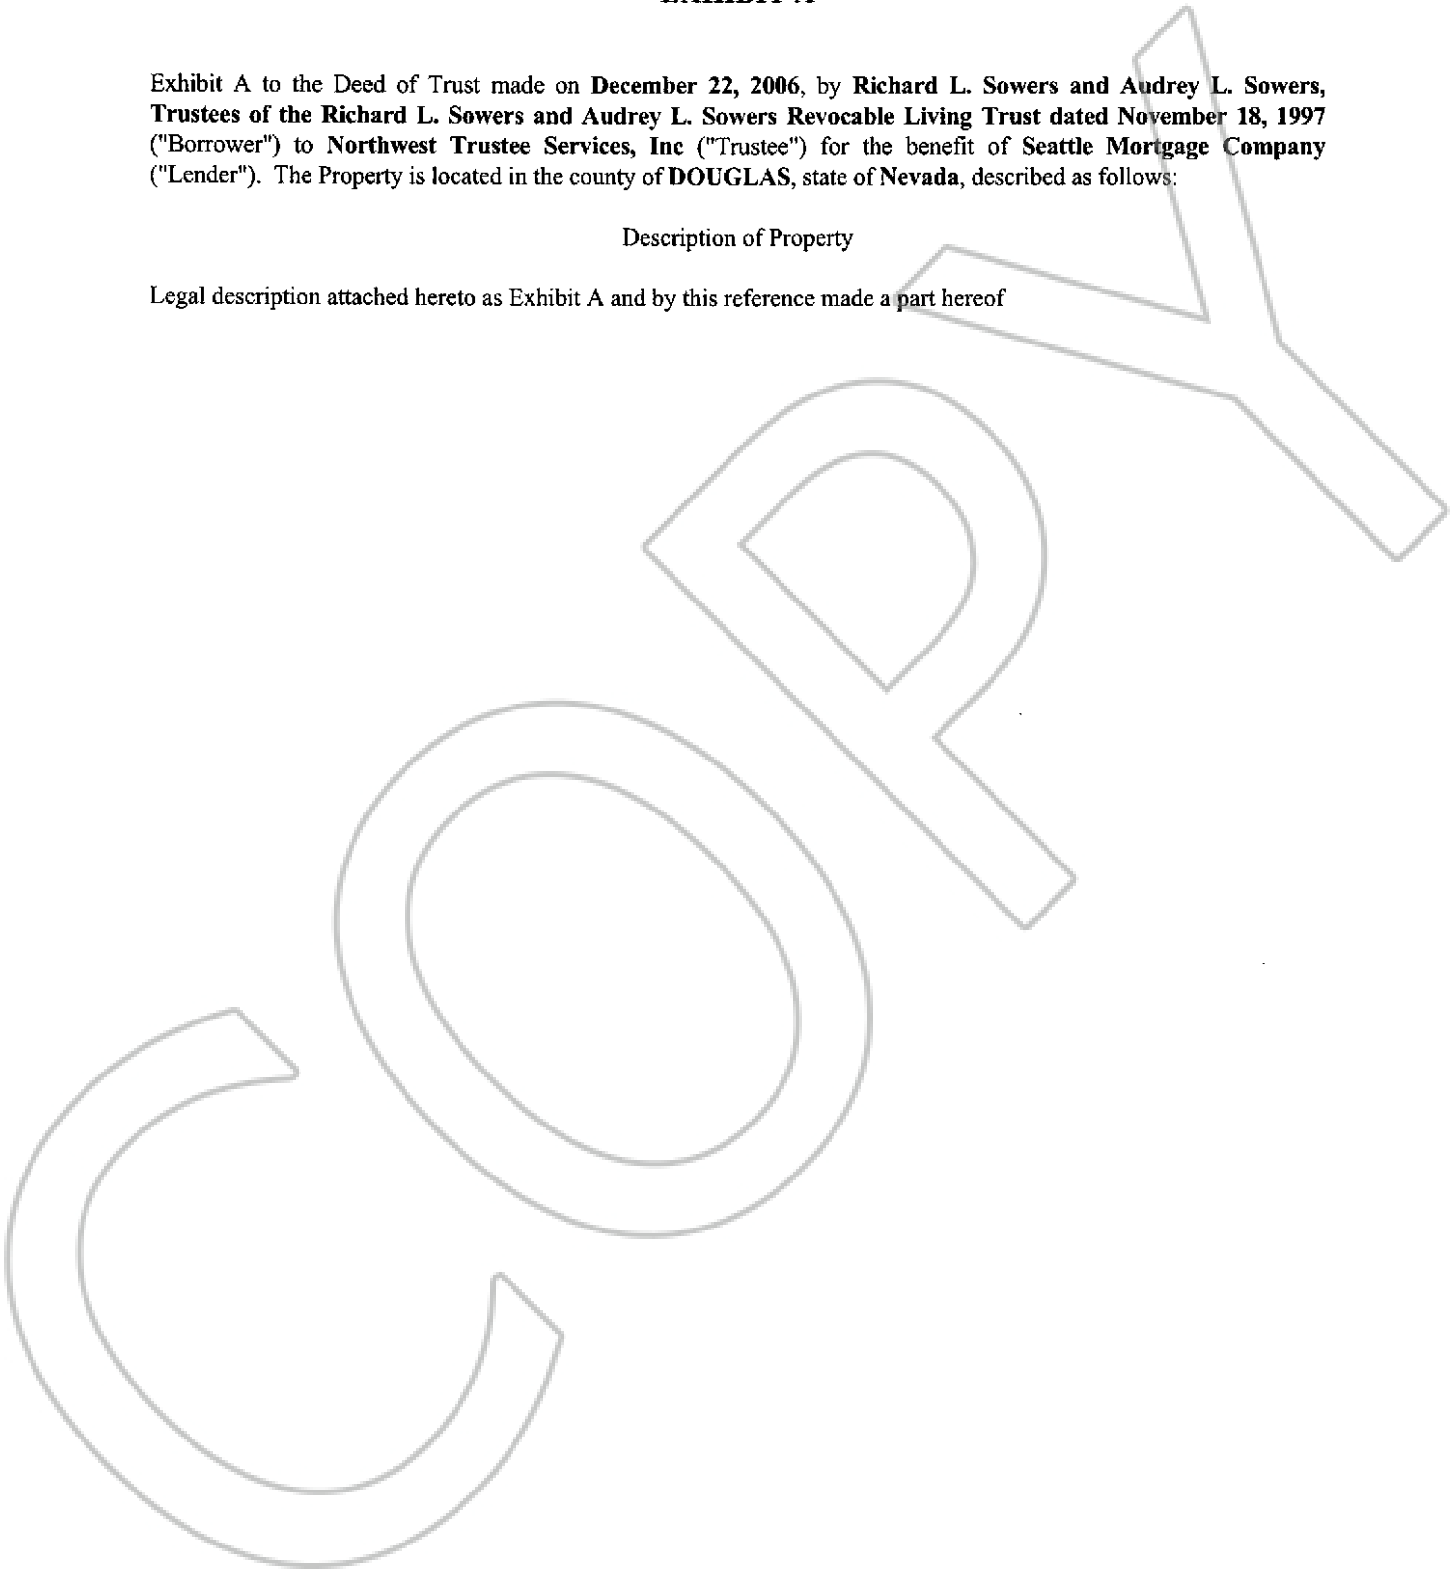 EXHIBIT A
Exhibit A to the Deed of Trust made on December 22, 2006, by Richard L. Sowers and Audrey L. Sowers,
Trustees of the Richard L. Sowers and Audrey L. Sowers Revocable Living Trust dated November 18, 1997
("Borrower") to Northwest Trustee Services, Inc ("Trustee") for the benefit of Seattle Mortgage Company
("Lender"). The Property is located in the county of DOUGLAS, state of Nevada, described as follows:
Description of Property
Legal description attached hereto as Exhibit A and by this reference made a part hereof
COPY